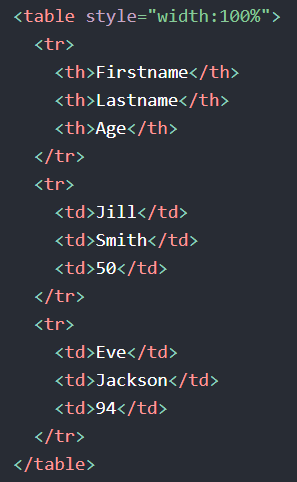 <table style="width:100%">
  <tr>
    <th>Firstname</th>
    <th>Lastname</th>
    <th>Age</th>
  </tr>
  <tr>
    <td>Jill</td>
    <td>Smith</td>
    <td>50</td>
  </tr>
  <tr>
    <td>Eve</td>
    <td>Jackson</td>
    <td>94</td>
  </tr>
</table>